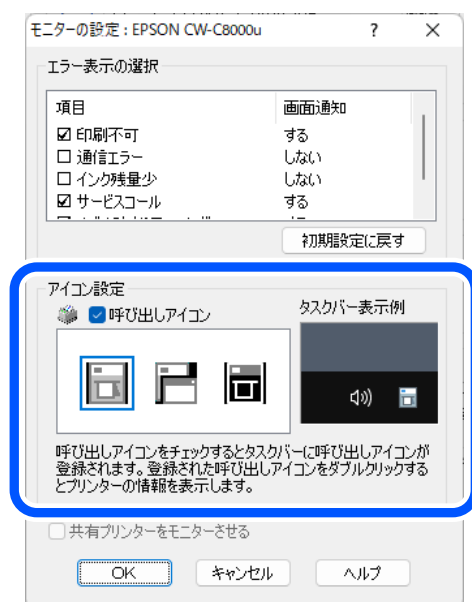 モニターの設定 : EPSON CW-C8000u
エラー表示の選択
項目 画面通知
印刷不可 する
通信エラー しない
インク残量少 しない
サービスコール する
初期設定に戻す
アイコン設定
呼び出しアイコン
タスクバー表示例
呼び出しアイコンをチェックするとタスクバーに呼び出しアイコンが
登録されます。登録された呼び出しアイコンをダブルクリックする
とプリンターの情報を表示します。
共有プリンターをモニターさせる
OK キャンセル ヘルプ